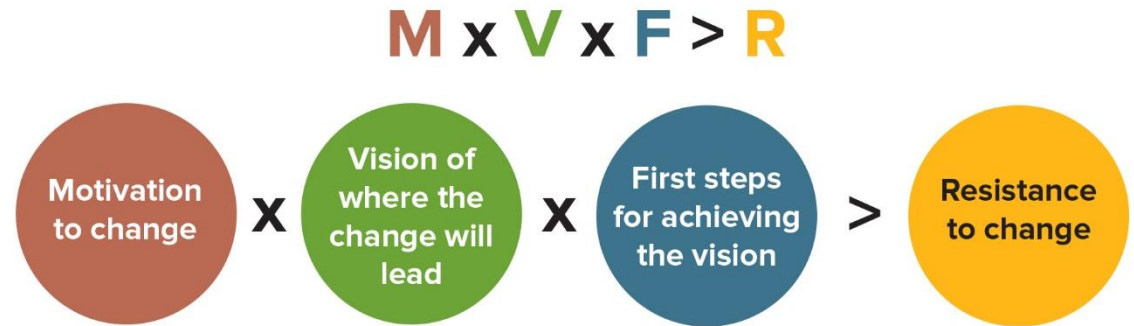 M x V x F > R
Motivation
to change
x
Vision of
where the
change will
lead
x
First steps
for achieving
the vision
>
Resistance
to change